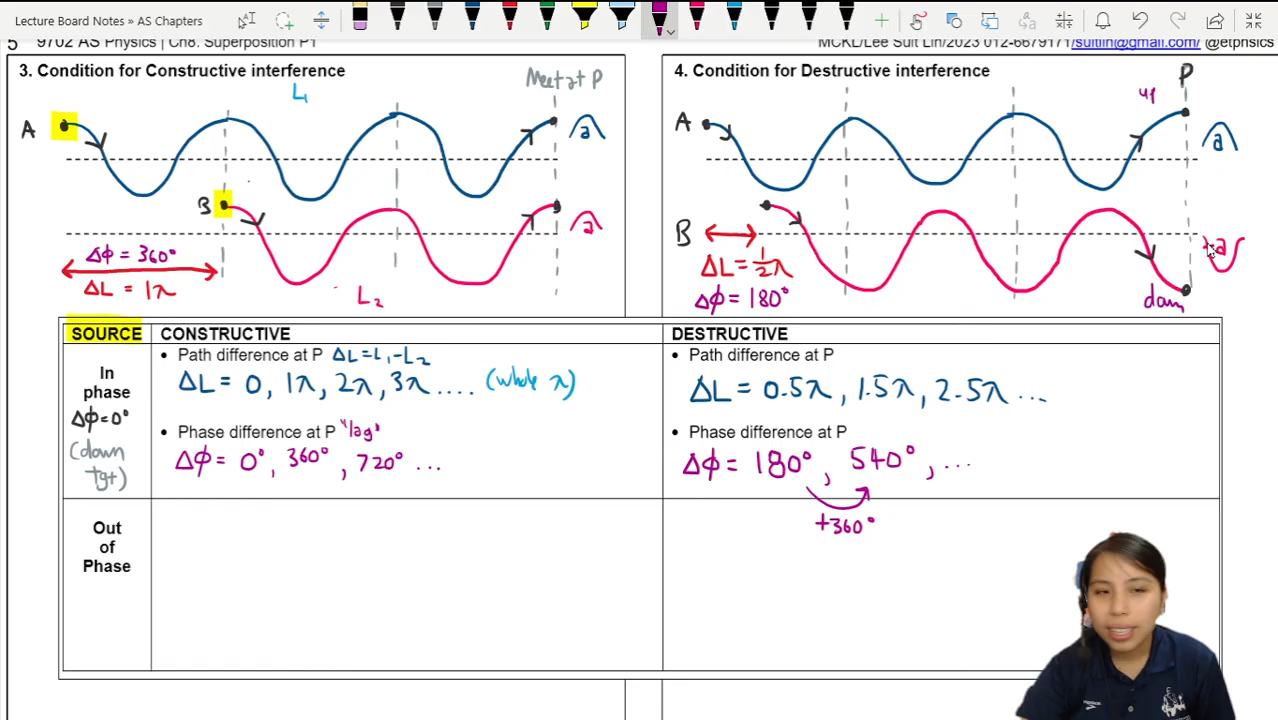 Lecture Board Notes » AS Chapters
5 9702 AS Physics | Ch8. Superposition P1
MCKL/Lee Suit Lin/2023 012-6679171/suitlin@gmail.com/ @etphsics
3. Condition for Constructive interference
Meet at P
L₁
A
a
B
a
Δϕ = 360°
ΔL = 1λ
L₂
4. Condition for Destructive interference
P
up
A
a
B
ΔL = 1/2λ
Δϕ = 180°
down
SOURCE
CONSTRUCTIVE
DESTRUCTIVE
In
phase
Δϕ=0°
(down
tgt)
• Path difference at P ΔL=L₁-L₂
ΔL = 0, 1λ, 2λ, 3λ .... (whole λ)
• Phase difference at P "lag"
Δϕ = 0°, 360°, 720° ...
• Path difference at P
ΔL = 0.5λ, 1.5λ, 2.5λ ...
• Phase difference at P
Δϕ = 180°, 540°, ...
+360°
Out
of
Phase